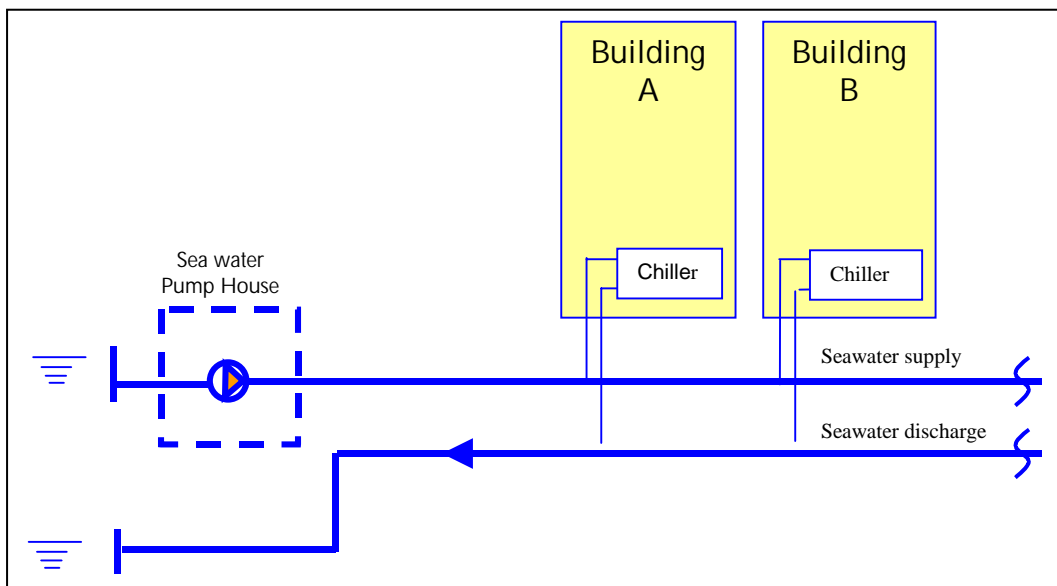 Building
A
Building
B
Sea water
Pump House
Chiller
Chiller
Seawater supply
Seawater discharge